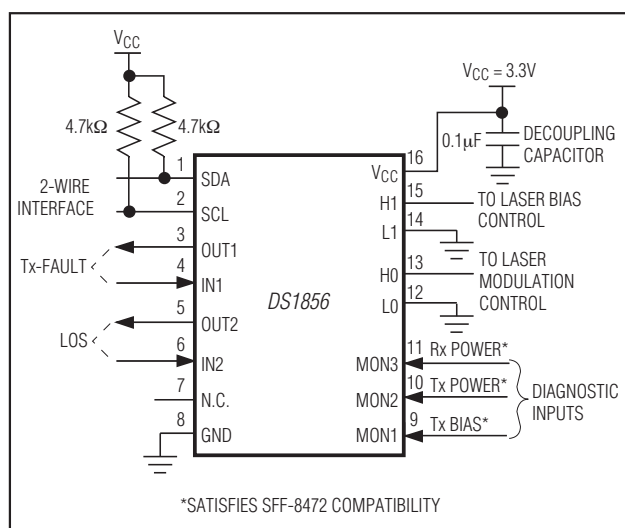 VCC
VCC = 3.3V
4.7kΩ
4.7kΩ
0.1µF
DECOUPLING
CAPACITOR
2-WIRE
INTERFACE
1
SDA
2
SCL
Tx-FAULT
3
OUT1
4
IN1
LOS
5
OUT2
6
IN2
7
N.C.
8
GND
DS1856
16
VCC
15
H1
TO LASER BIAS
CONTROL
14
L1
13
H0
TO LASER
MODULATION
CONTROL
12
L0
11
MON3
Rx POWER*
10
MON2
Tx POWER*
9
MON1
Tx BIAS*
DIAGNOSTIC
INPUTS
*SATISFIES SFF-8472 COMPATIBILITY